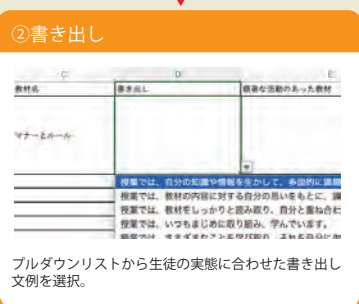 ②書き出し
C D E
教材名 書き出し 顕著な活動のあった教材
マナーとルール
授業では、自分の知識や情報を生かして、多面的に
授業では、教材の内容に対する自分の思いをもとに、
授業では、教材をしっかりと読み取り、自分と重ね合わ
授業では、いつもまじめに取り組み、学んでいます。
プルダウンリストから生徒の実態に合わせた書き出し
文例を選択。